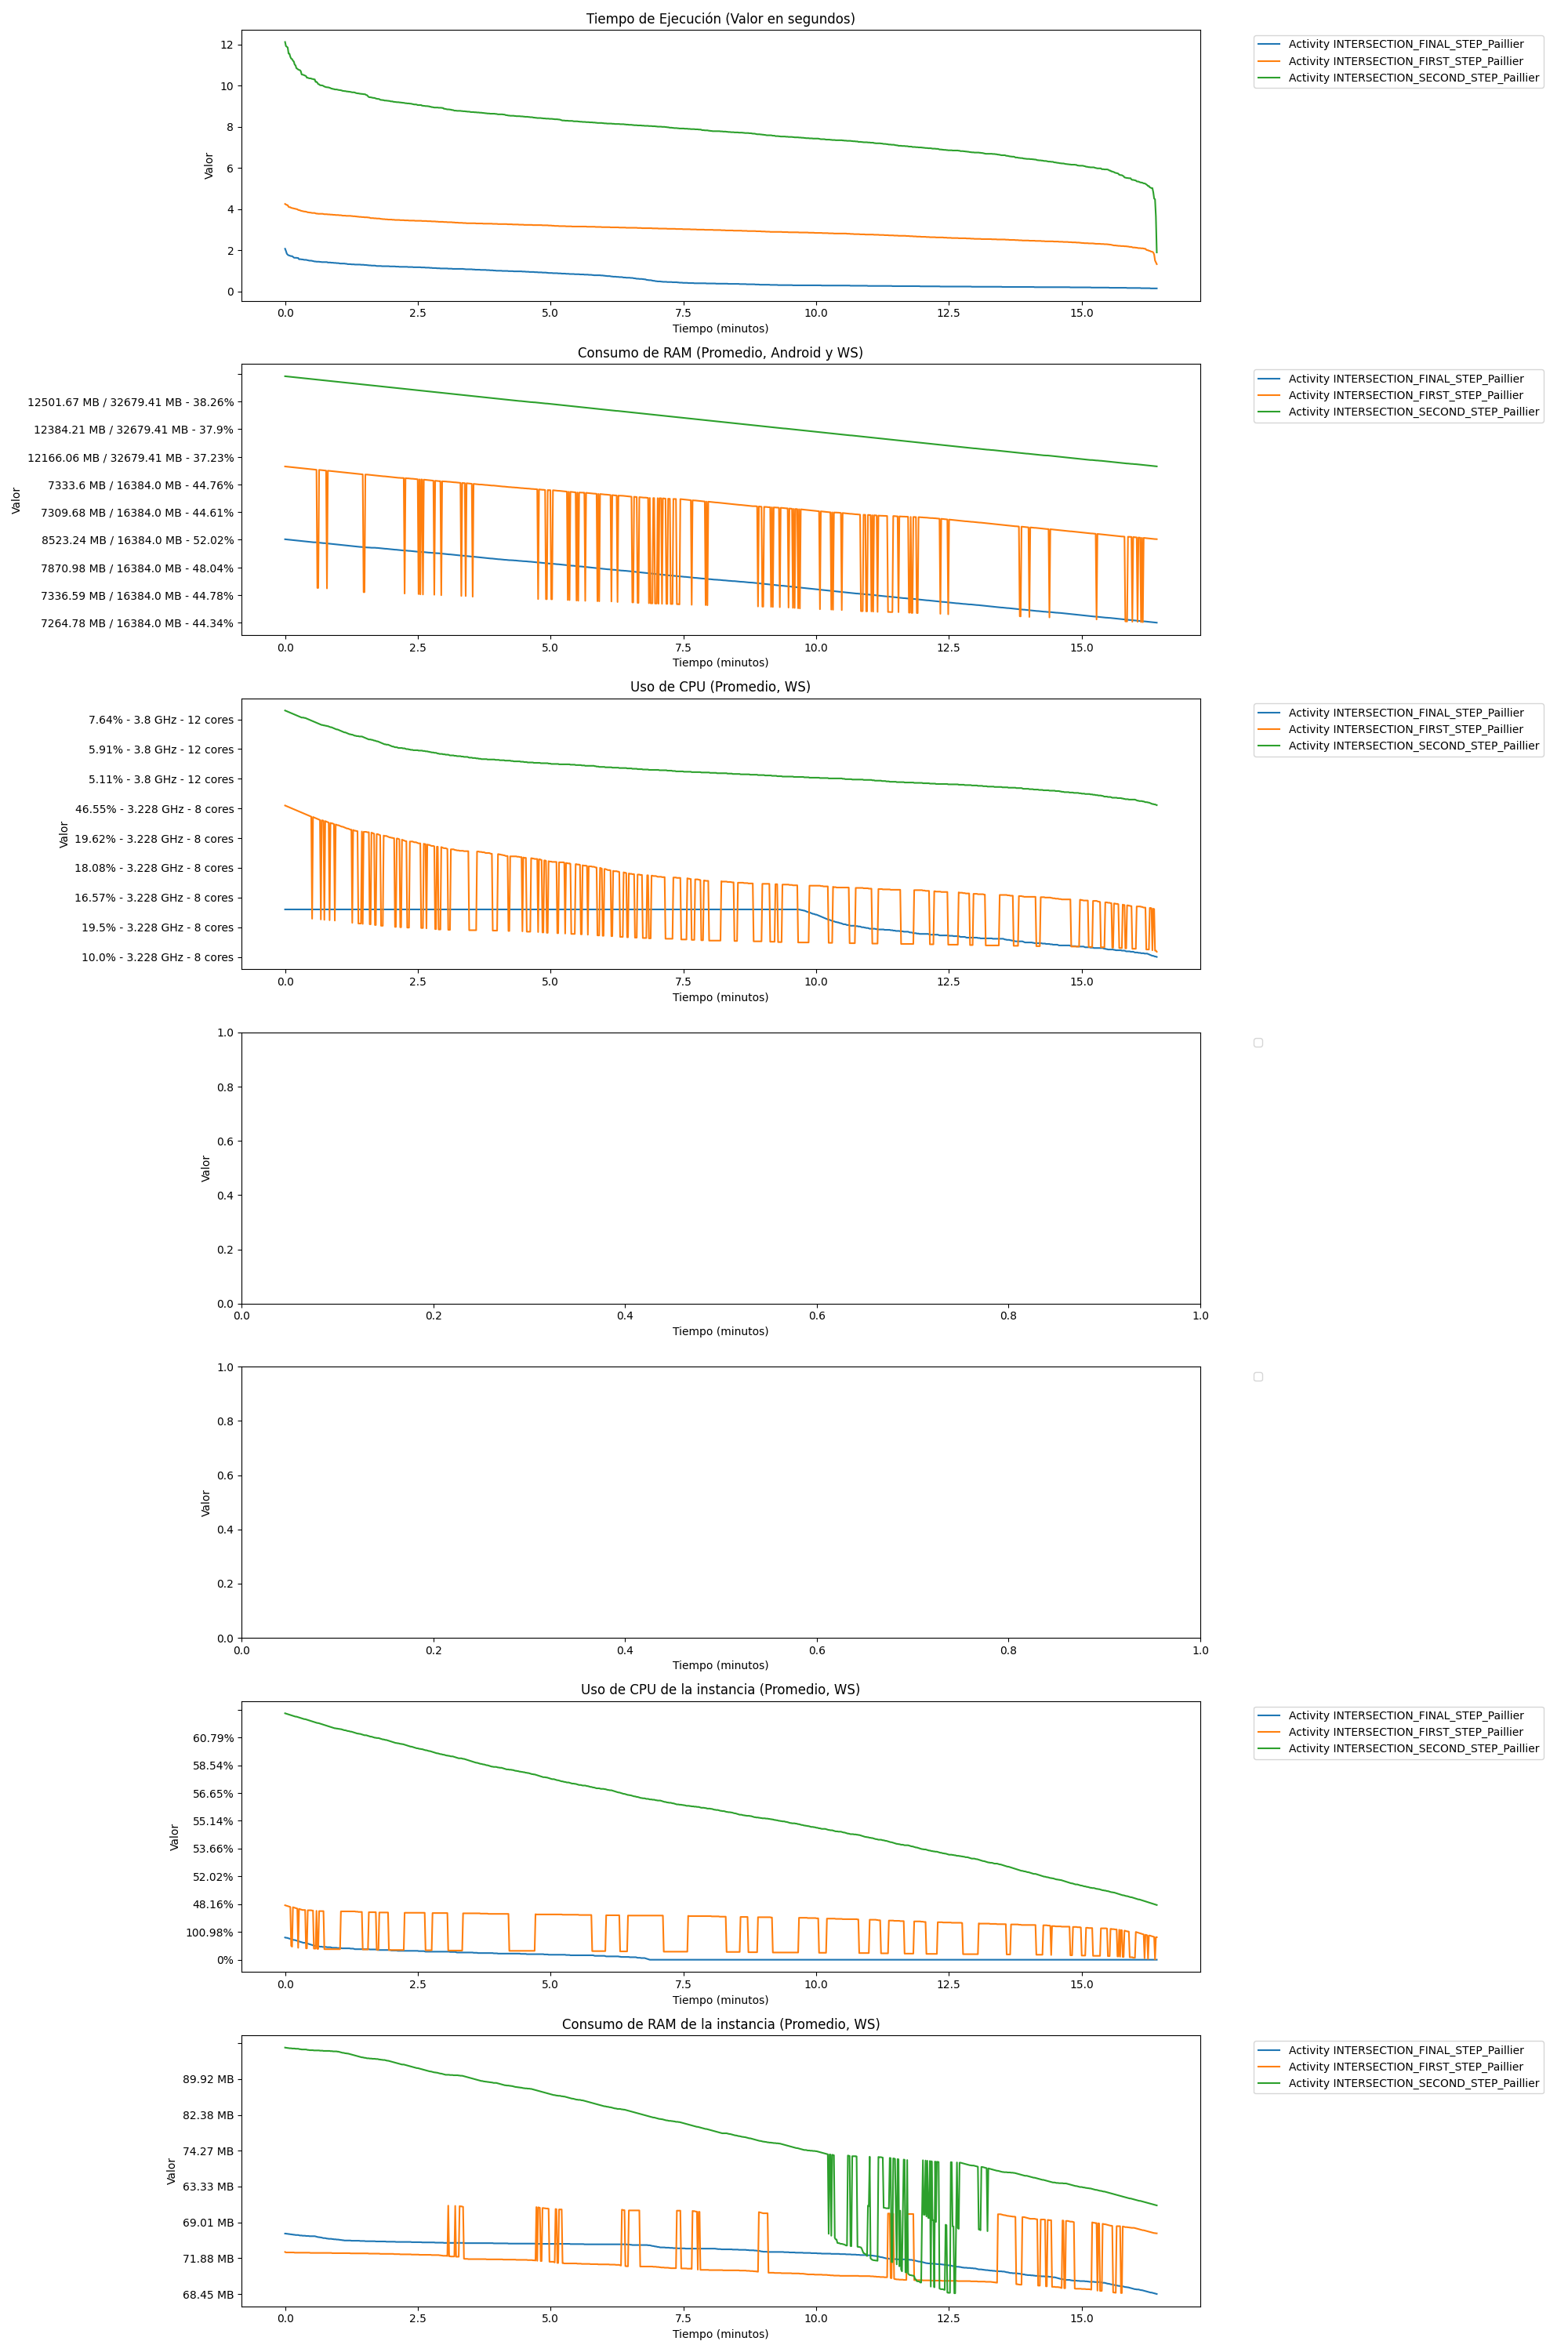 Tiempo de Ejecución (Valor en segundos)
12
10
8
6
4
2
0
Valor
0.0 2.5 5.0 7.5 10.0 12.5 15.0
Tiempo (minutos)
Activity INTERSECTION_FINAL_STEP_Paillier
Activity INTERSECTION_FIRST_STEP_Paillier
Activity INTERSECTION_SECOND_STEP_Paillier
Consumo de RAM (Promedio, Android y WS)
12501.67 MB / 32679.41 MB - 38.26%
12384.21 MB / 32679.41 MB - 37.9%
12166.06 MB / 32679.41 MB - 37.23%
7333.6 MB / 16384.0 MB - 44.76%
7309.68 MB / 16384.0 MB - 44.61%
8523.24 MB / 16384.0 MB - 52.02%
7870.98 MB / 16384.0 MB - 48.04%
7336.59 MB / 16384.0 MB - 44.78%
7264.78 MB / 16384.0 MB - 44.34%
Valor
0.0 2.5 5.0 7.5 10.0 12.5 15.0
Tiempo (minutos)
Activity INTERSECTION_FINAL_STEP_Paillier
Activity INTERSECTION_FIRST_STEP_Paillier
Activity INTERSECTION_SECOND_STEP_Paillier
Uso de CPU (Promedio, WS)
7.64% - 3.8 GHz - 12 cores
5.91% - 3.8 GHz - 12 cores
5.11% - 3.8 GHz - 12 cores
46.55% - 3.228 GHz - 8 cores
19.62% - 3.228 GHz - 8 cores
18.08% - 3.228 GHz - 8 cores
16.57% - 3.228 GHz - 8 cores
19.5% - 3.228 GHz - 8 cores
10.0% - 3.228 GHz - 8 cores
Valor
0.0 2.5 5.0 7.5 10.0 12.5 15.0
Tiempo (minutos)
Activity INTERSECTION_FINAL_STEP_Paillier
Activity INTERSECTION_FIRST_STEP_Paillier
Activity INTERSECTION_SECOND_STEP_Paillier
1.0
0.8
0.6
0.4
0.2
0.0
Valor
0.0 0.2 0.4 0.6 0.8 1.0
Tiempo (minutos)
1.0
0.8
0.6
0.4
0.2
0.0
Valor
0.0 0.2 0.4 0.6 0.8 1.0
Tiempo (minutos)
Uso de CPU de la instancia (Promedio, WS)
60.79%
58.54%
56.65%
55.14%
53.66%
52.02%
48.16%
100.98%
0%
Valor
0.0 2.5 5.0 7.5 10.0 12.5 15.0
Tiempo (minutos)
Activity INTERSECTION_FINAL_STEP_Paillier
Activity INTERSECTION_FIRST_STEP_Paillier
Activity INTERSECTION_SECOND_STEP_Paillier
Consumo de RAM de la instancia (Promedio, WS)
89.92 MB
82.38 MB
74.27 MB
63.33 MB
69.01 MB
71.88 MB
68.45 MB
Valor
0.0 2.5 5.0 7.5 10.0 12.5 15.0
Tiempo (minutos)
Activity INTERSECTION_FINAL_STEP_Paillier
Activity INTERSECTION_FIRST_STEP_Paillier
Activity INTERSECTION_SECOND_STEP_Paillier